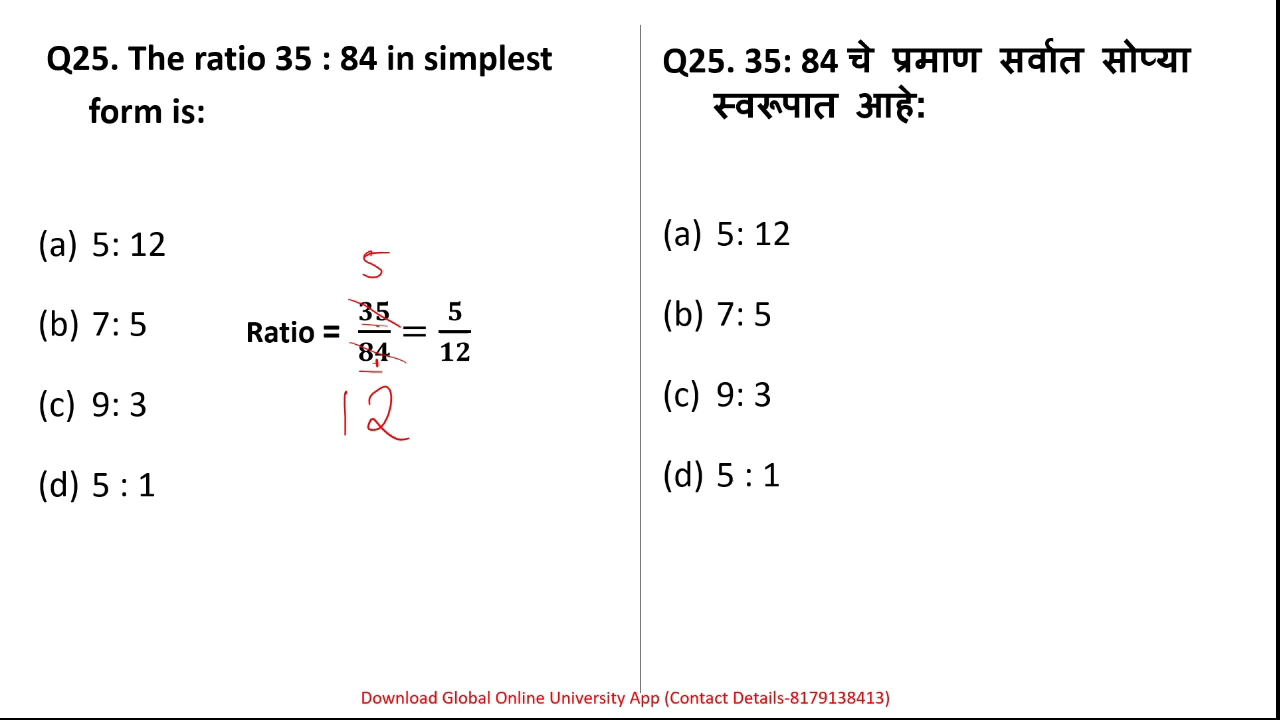 Q25. The ratio 35 : 84 in simplest
form is:
(a) 5: 12
(b) 7: 5
(c) 9: 3
(d) 5 : 1
5
Ratio = 35/84 = 5/12
12
Q25. 35: 84 चे प्रमाण सर्वात सोप्या
स्वरूपात आहे:
(a) 5: 12
(b) 7: 5
(c) 9: 3
(d) 5 : 1
Download Global Online University App (Contact Details-8179138413)